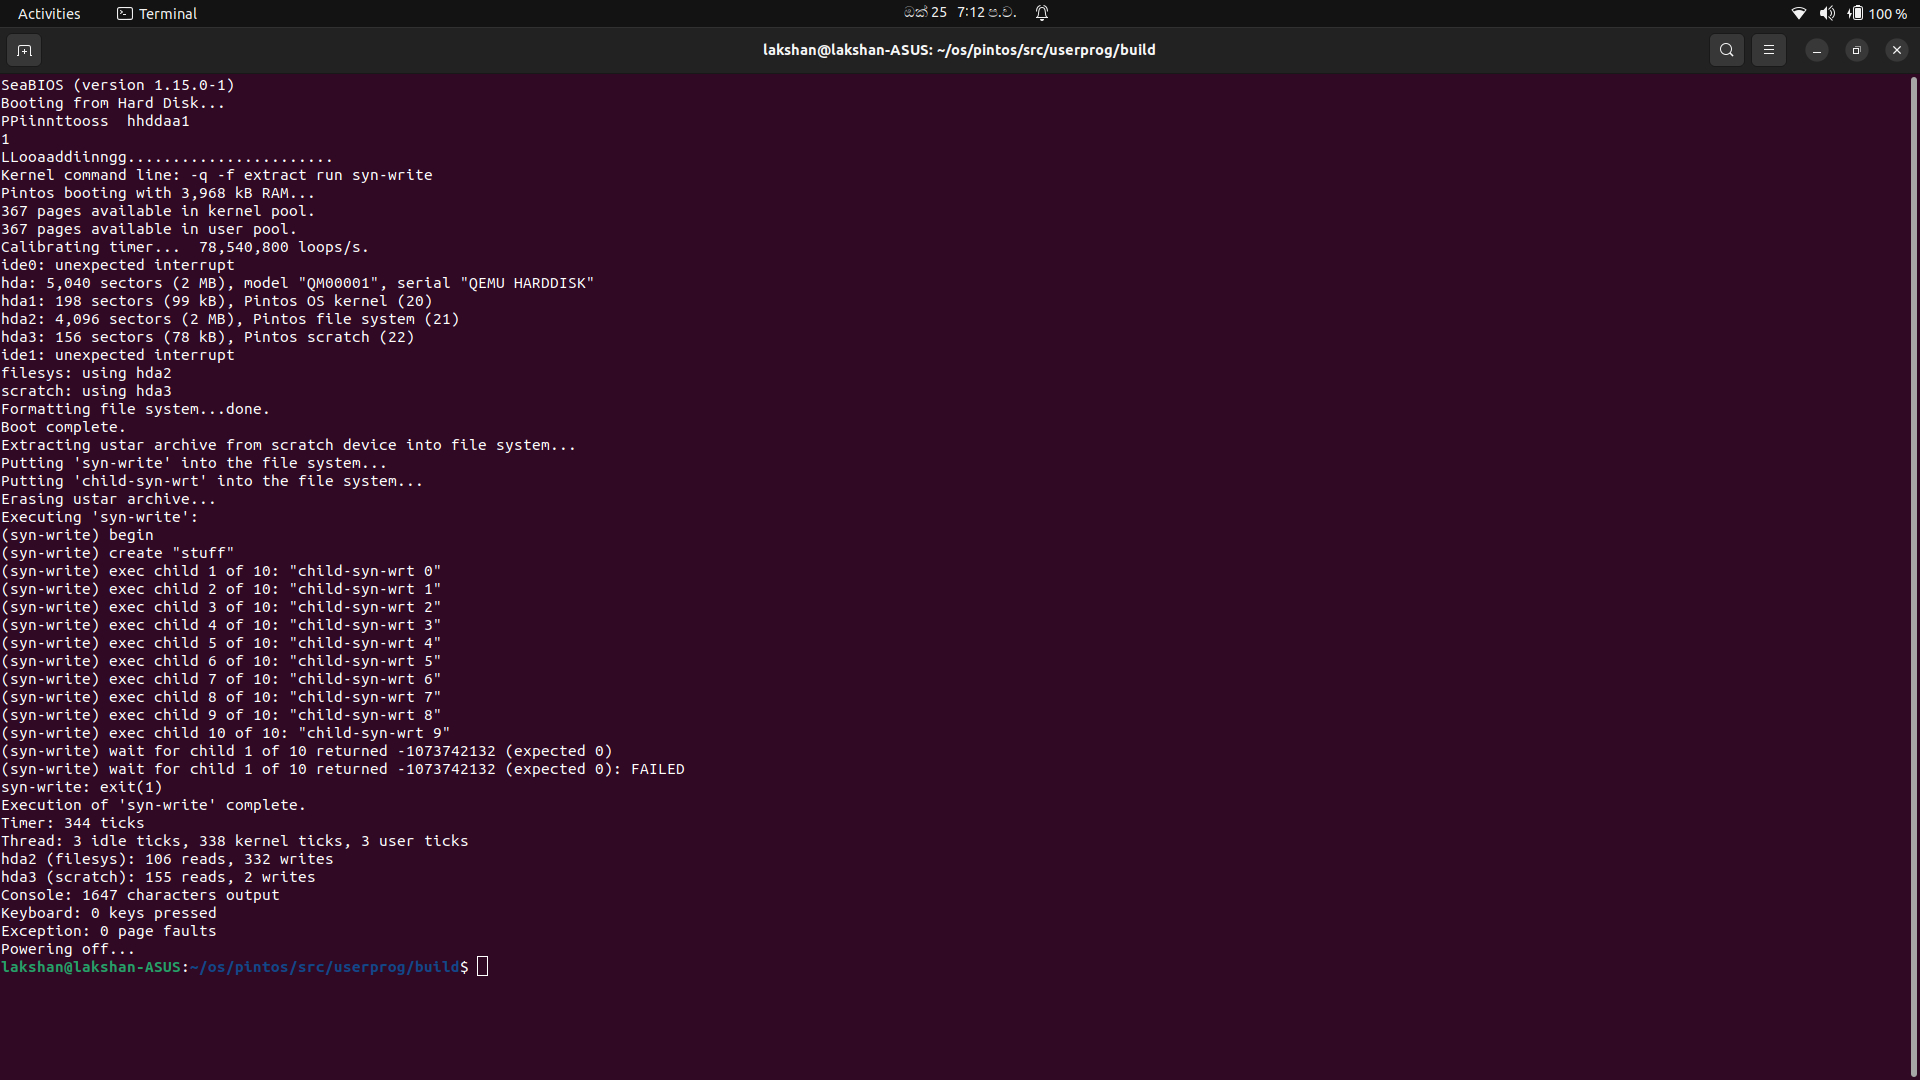 Activities Terminal ඔක් 25 7:12 ප.ව. 100 %
lakshan@lakshan-ASUS: ~/os/pintos/src/userprog/build
SeaBIOS (version 1.15.0-1)
Booting from Hard Disk...
PPiinnttooss  hhddaa1
1
LLooaaddiinngg.......................
Kernel command line: -q -f extract run syn-write
Pintos booting with 3,968 kB RAM...
367 pages available in kernel pool.
367 pages available in user pool.
Calibrating timer...  78,540,800 loops/s.
ide0: unexpected interrupt
hda: 5,040 sectors (2 MB), model "QM00001", serial "QEMU HARDDISK"
hda1: 198 sectors (99 kB), Pintos OS kernel (20)
hda2: 4,096 sectors (2 MB), Pintos file system (21)
hda3: 156 sectors (78 kB), Pintos scratch (22)
ide1: unexpected interrupt
filesys: using hda2
scratch: using hda3
Formatting file system...done.
Boot complete.
Extracting ustar archive from scratch device into file system...
Putting 'syn-write' into the file system...
Putting 'child-syn-wrt' into the file system...
Erasing ustar archive...
Executing 'syn-write':
(syn-write) begin
(syn-write) create "stuff"
(syn-write) exec child 1 of 10: "child-syn-wrt 0"
(syn-write) exec child 2 of 10: "child-syn-wrt 1"
(syn-write) exec child 3 of 10: "child-syn-wrt 2"
(syn-write) exec child 4 of 10: "child-syn-wrt 3"
(syn-write) exec child 5 of 10: "child-syn-wrt 4"
(syn-write) exec child 6 of 10: "child-syn-wrt 5"
(syn-write) exec child 7 of 10: "child-syn-wrt 6"
(syn-write) exec child 8 of 10: "child-syn-wrt 7"
(syn-write) exec child 9 of 10: "child-syn-wrt 8"
(syn-write) exec child 10 of 10: "child-syn-wrt 9"
(syn-write) wait for child 1 of 10 returned -1073742132 (expected 0)
(syn-write) wait for child 1 of 10 returned -1073742132 (expected 0): FAILED
syn-write: exit(1)
Execution of 'syn-write' complete.
Timer: 344 ticks
Thread: 3 idle ticks, 338 kernel ticks, 3 user ticks
hda2 (filesys): 106 reads, 332 writes
hda3 (scratch): 155 reads, 2 writes
Console: 1647 characters output
Keyboard: 0 keys pressed
Exception: 0 page faults
Powering off...
lakshan@lakshan-ASUS:~/os/pintos/src/userprog/build$